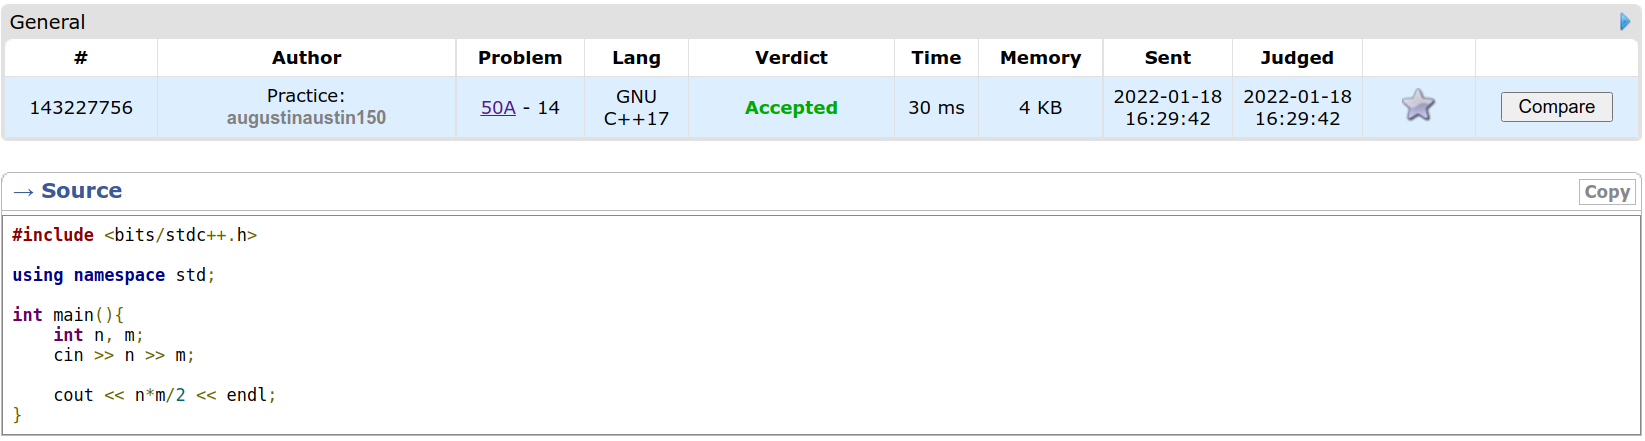 General
# Author Problem Lang Verdict Time Memory Sent Judged
143227756 Practice: augustinaustin150 50A - 14 GNU C++17 Accepted 30 ms 4 KB 2022-01-18 16:29:42 2022-01-18 16:29:42 Compare
→ Source Copy
#include <bits/stdc++.h>
using namespace std;
int main(){
    int n, m;
    cin >> n >> m;
    cout << n*m/2 << endl;
}